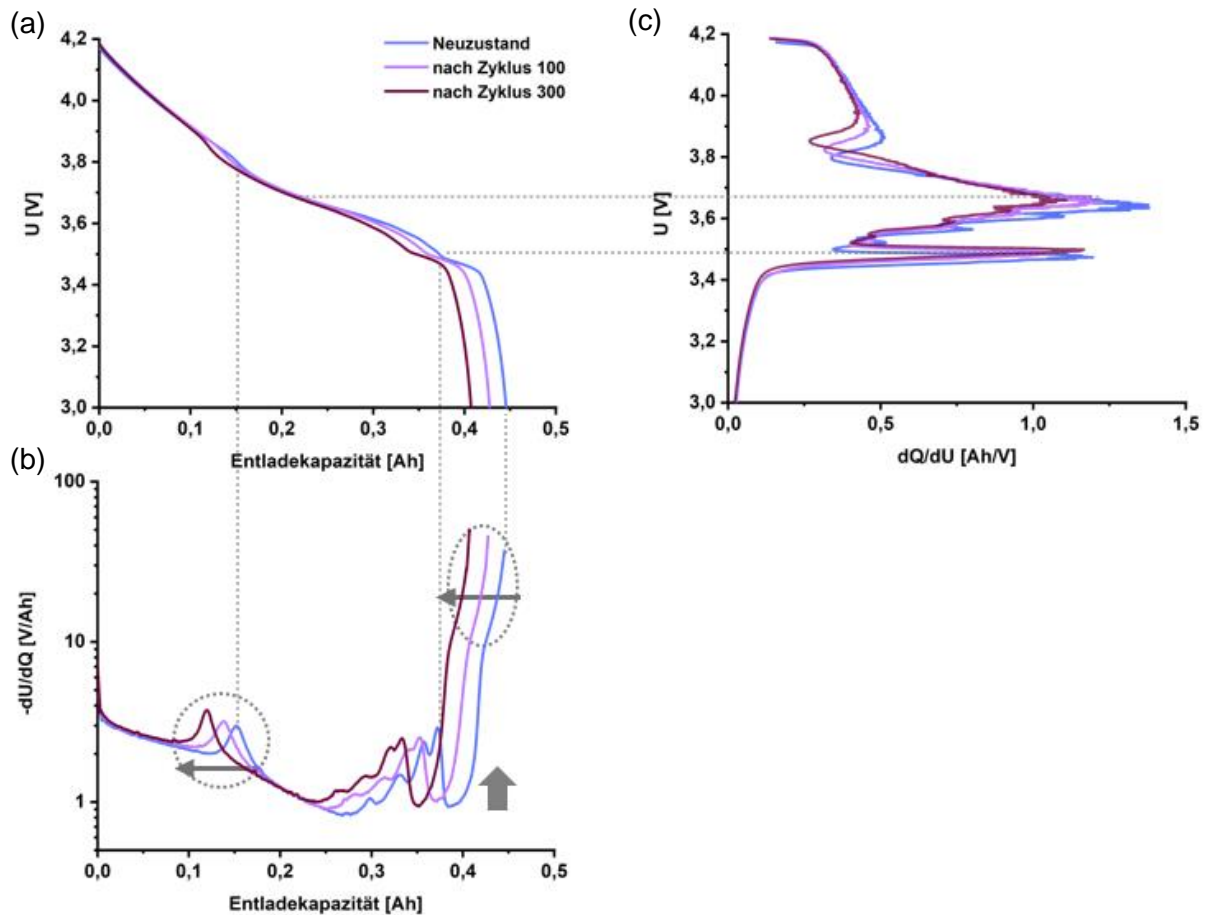 (a)
4,2
4,0
3,8
3,6
3,4
3,2
3,0
U [V]
Neuzustand
nach Zyklus 100
nach Zyklus 300
0,0 0,1 0,2 0,3 0,4 0,5
Entladekapazität [Ah]
(c)
4,2
4,0
3,8
3,6
3,4
3,2
3,0
U [V]
0,0 0,5 1,0 1,5
dQ/dU [Ah/V]
(b)
100
10
1
-dU/dQ [V/Ah]
0,0 0,1 0,2 0,3 0,4 0,5
Entladekapazität [Ah]